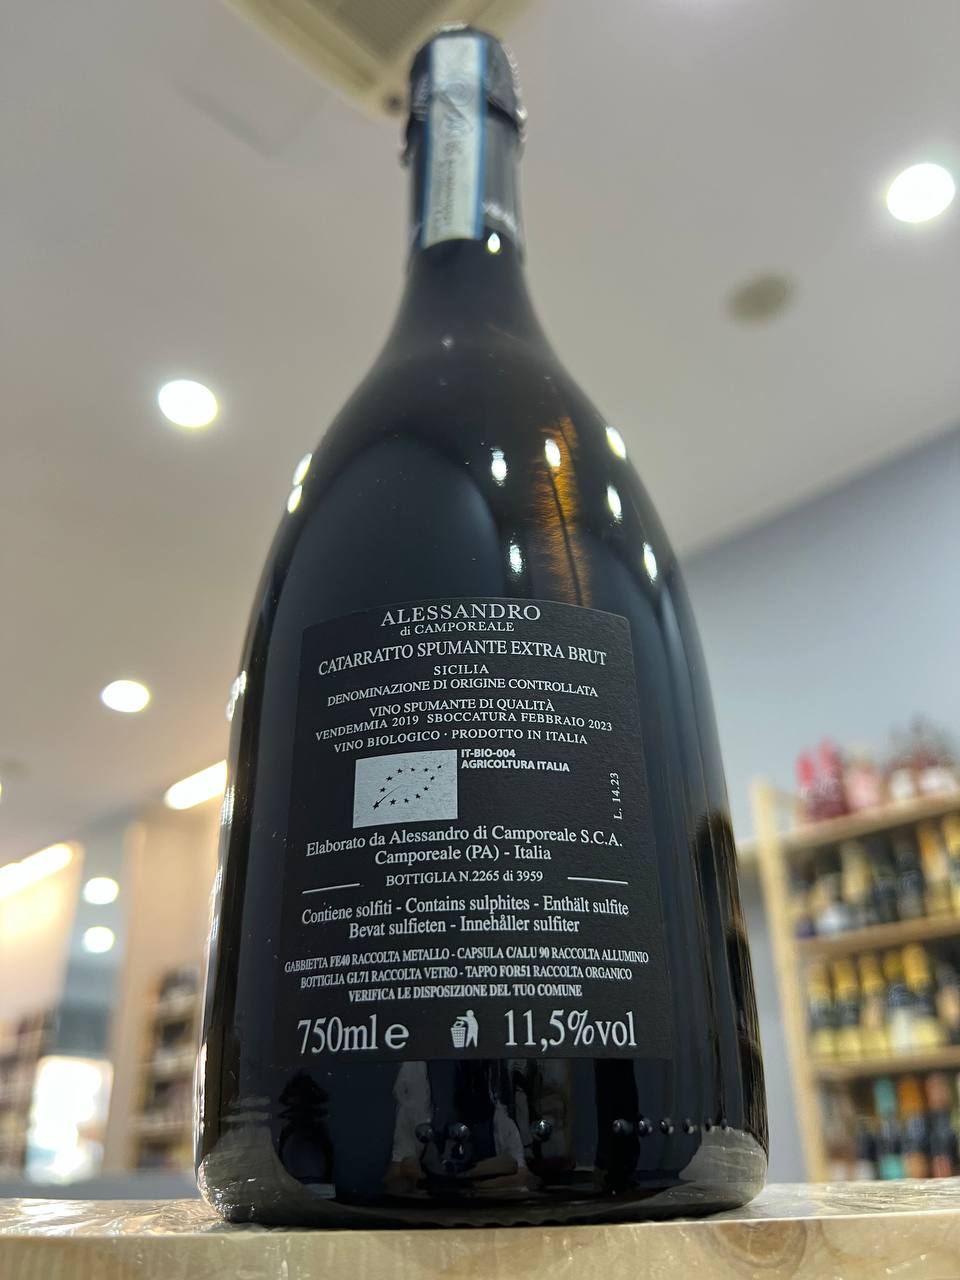 ALESSANDRO
di CAMPOREALE
CATARRATTO SPUMANTE EXTRA BRUT
SICILIA
DENOMINAZIONE DI ORIGINE CONTROLLATA
VINO SPUMANTE DI QUALITÀ
VENDEMMIA 2019 SBOCCATURA FEBBRAIO 2023
VINO BIOLOGICO · PRODOTTO IN ITALIA
IT-BIO-004
AGRICOLTURA ITALIA
L. 14.23
Elaborato da Alessandro di Camporeale S.C.A.
Camporeale (PA) - Italia
BOTTIGLIA N.2265 di 3959
Contiene solfiti - Contains sulphites - Enthält sulfite
Bevat sulfieten - Innehåller sulfiter
GABBIETTA FE40 RACCOLTA METALLO - CAPSULA C/ALU 90 RACCOLTA ALLUMINIO
BOTTIGLIA GL71 RACCOLTA VETRO - TAPPO FOR51 RACCOLTA ORGANICO
VERIFICA LE DISPOSIZIONE DEL TUO COMUNE
750ml e 11,5%vol